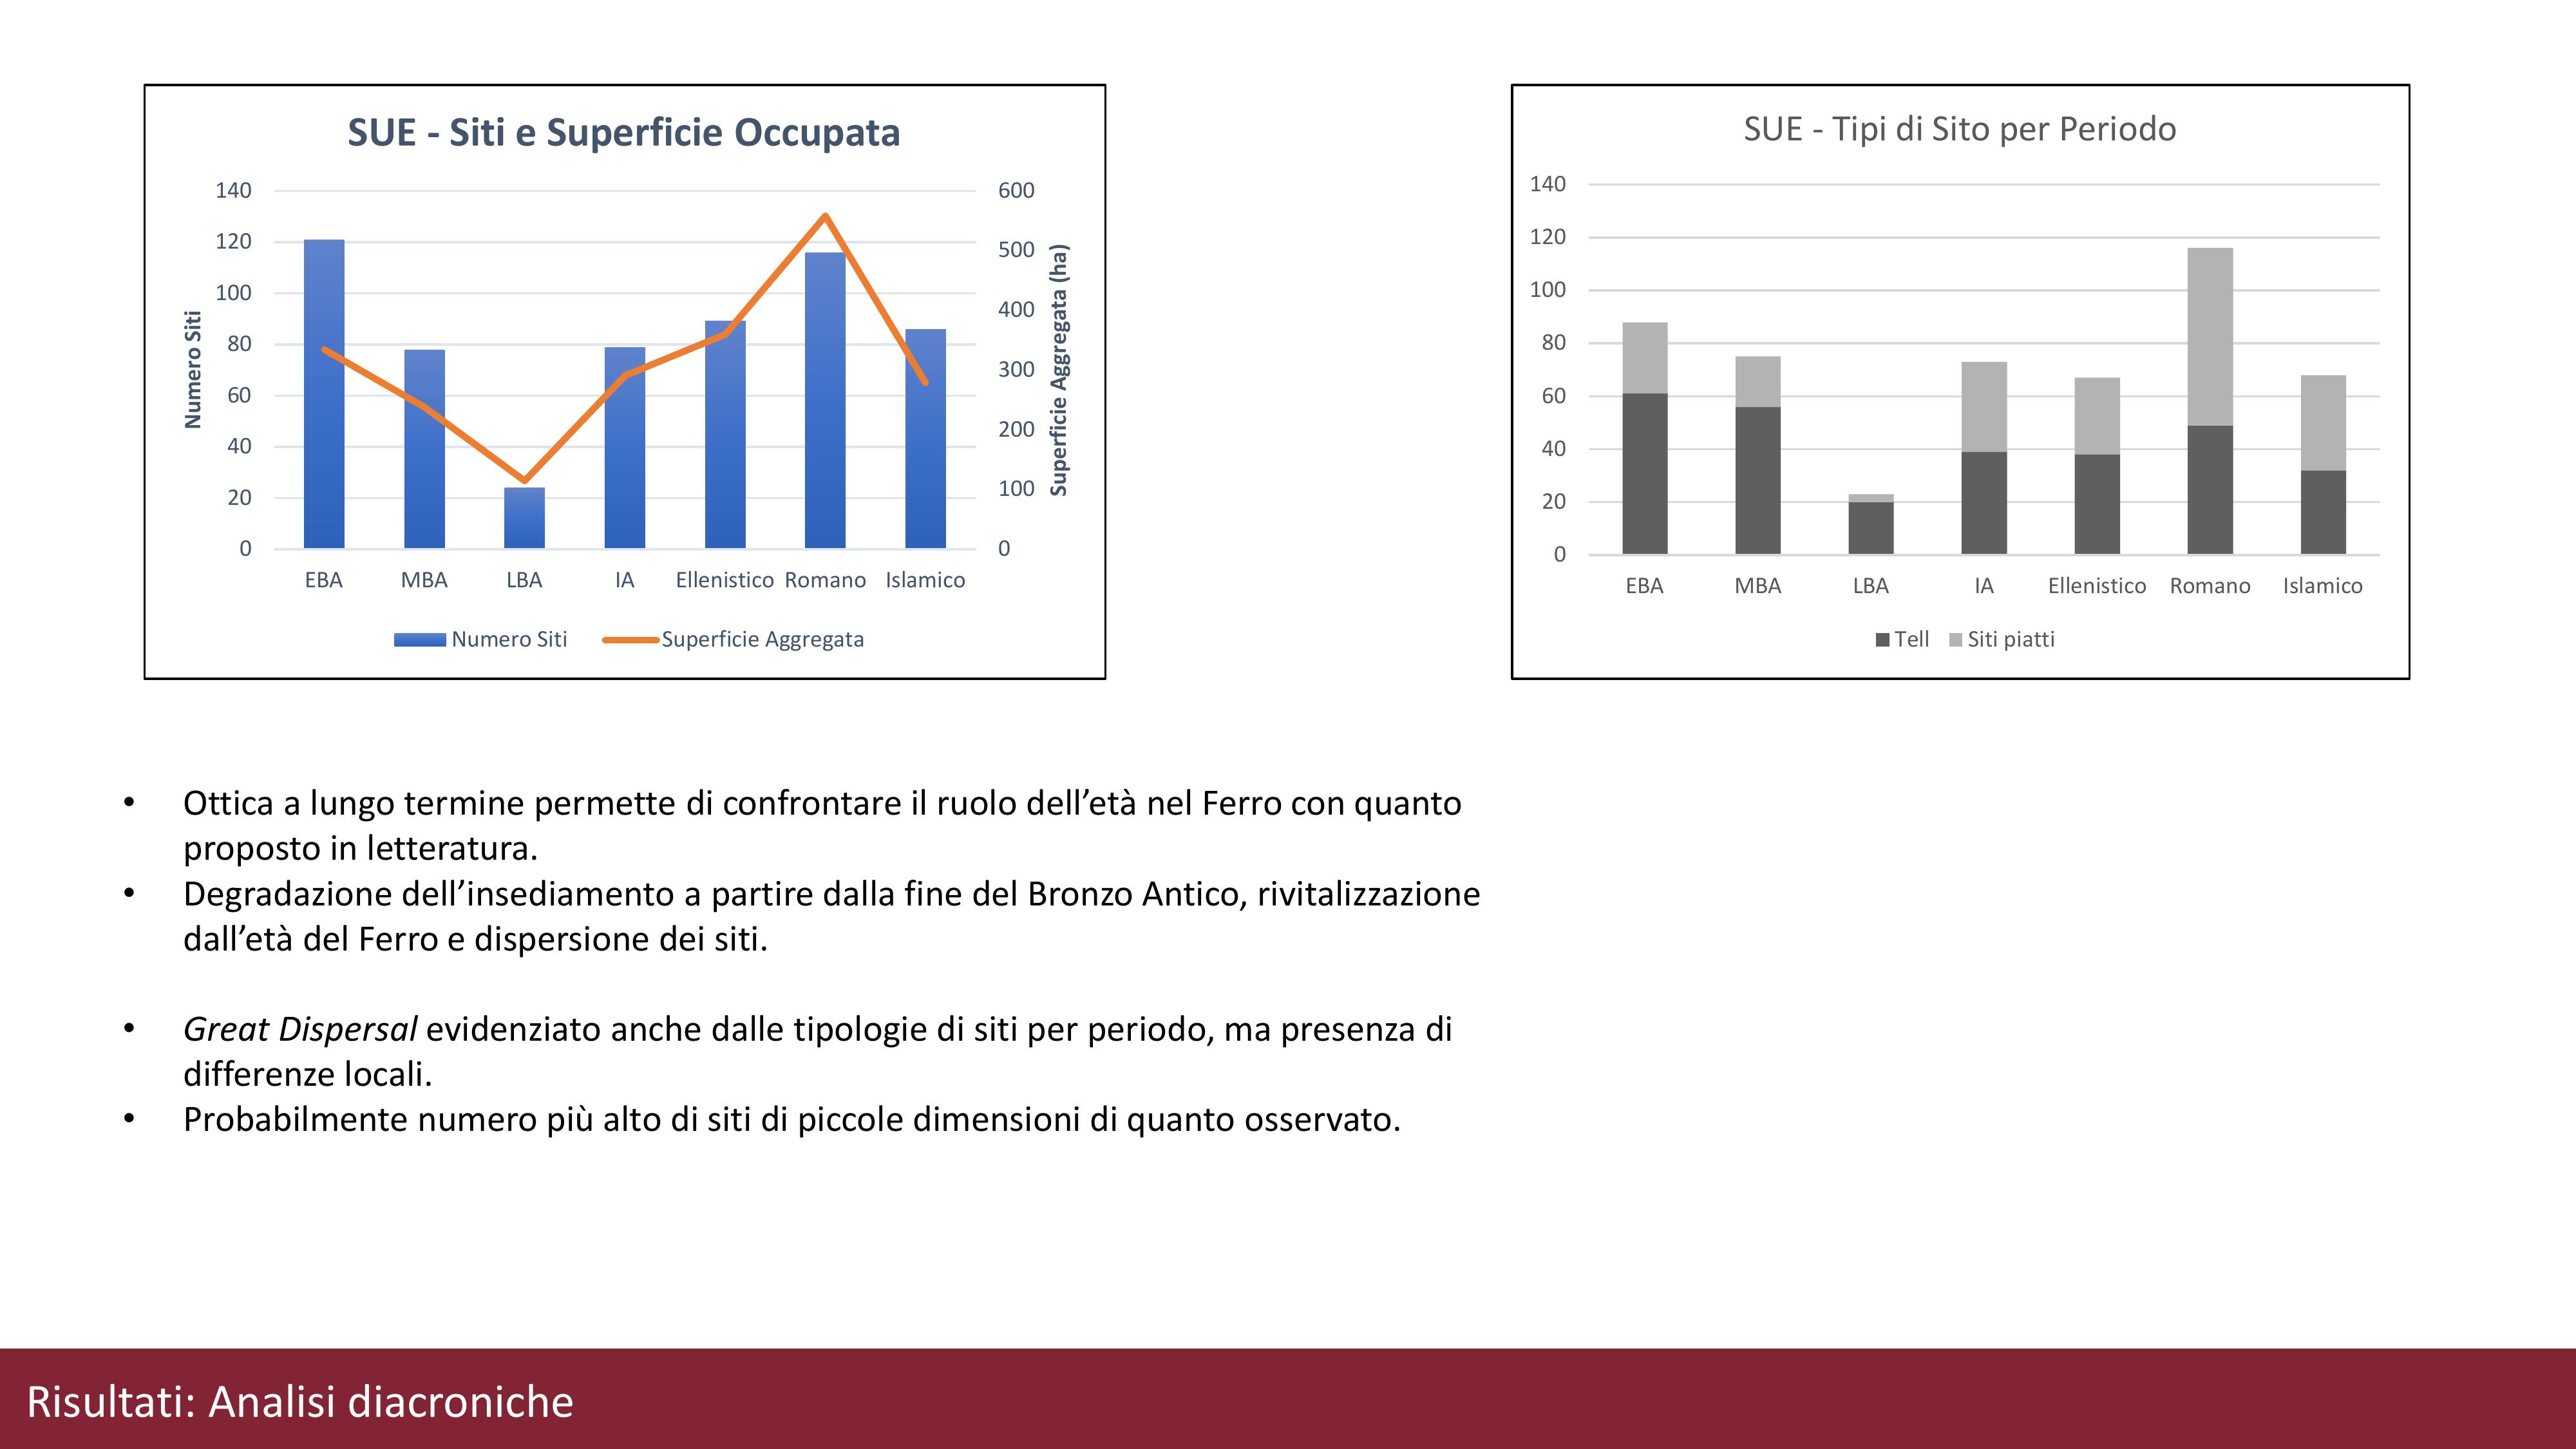 SUE - Siti e Superficie Occupata
140
120
100
80
60
40
20
0
Numero Siti
600
500
400
300
200
100
0
Superficie Aggregata (ha)
EBA MBA LBA IA Ellenistico Romano Islamico
Numero Siti Superficie Aggregata
SUE - Tipi di Sito per Periodo
140
120
100
80
60
40
20
0
EBA MBA LBA IA Ellenistico Romano Islamico
Tell Siti piatti
• Ottica a lungo termine permette di confrontare il ruolo dell’età nel Ferro con quanto
proposto in letteratura.
• Degradazione dell’insediamento a partire dalla fine del Bronzo Antico, rivitalizzazione
dall’età del Ferro e dispersione dei siti.
• Great Dispersal evidenziato anche dalle tipologie di siti per periodo, ma presenza di
differenze locali.
• Probabilmente numero più alto di siti di piccole dimensioni di quanto osservato.
Risultati: Analisi diacroniche